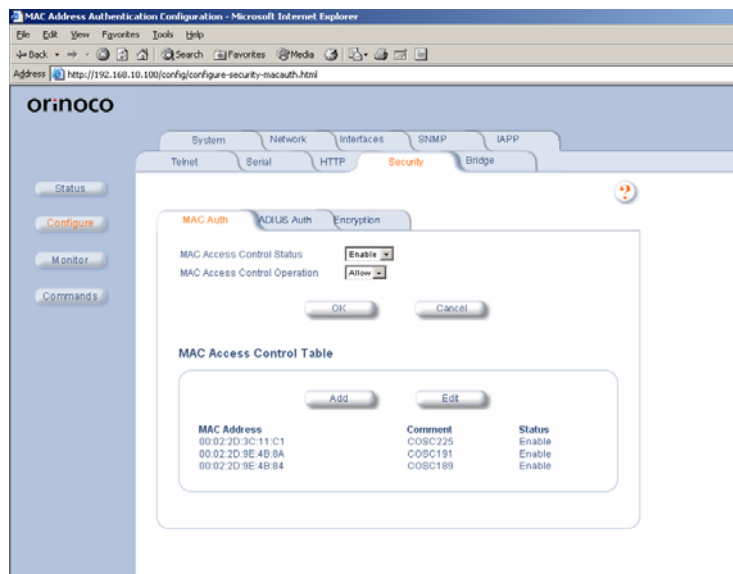 MAC Address Authentication Configuration - Microsoft Internet Explorer
File Edit View Favorites Tools Help
Back Search Favorites Media
Address http://192.168.10.100/config/configure-security-macauth.html
orinoco
System Network Interfaces SNMP IAPP
Telnet Serial HTTP Security Bridge
Status
?
Configure
MAC Auth ADIUS Auth Encryption
Monitor
MAC Access Control Status Enable
MAC Access Control Operation Allow
Commands
OK Cancel
MAC Access Control Table
Add Edit
MAC Address Comment Status
00:02:2D:3C:11:C1 COSC225 Enable
00:02:2D:9E:4B:8A COSC191 Enable
00:02:2D:9E:4B:84 COSC189 Enable